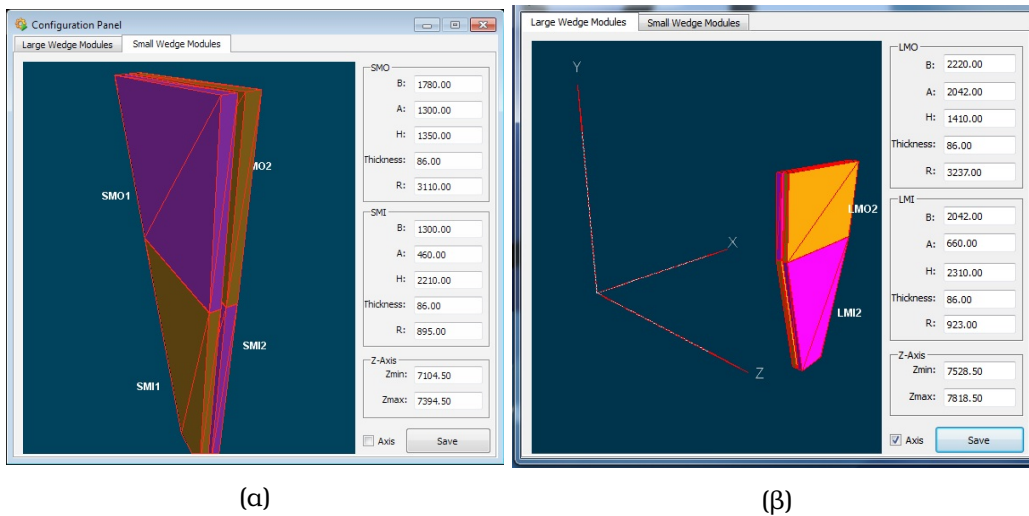 Configuration Panel
Large Wedge Modules Small Wedge Modules
SMO
B: 1780.00
A: 1300.00
H: 1350.00
Thickness: 86.00
R: 3110.00
SMI
B: 1300.00
A: 460.00
H: 2210.00
Thickness: 86.00
R: 895.00
Z-Axis
Zmin: 7104.50
Zmax: 7394.50
Axis Save
MO2
SMO1
SMI2
SMI1
(α)
Large Wedge Modules Small Wedge Modules
LMO
B: 2220.00
A: 2042.00
H: 1410.00
Thickness: 86.00
R: 3237.00
LMI
B: 2042.00
A: 660.00
H: 2310.00
Thickness: 86.00
R: 923.00
Z-Axis
Zmin: 7528.50
Zmax: 7818.50
Axis Save
Y
X
Z
LMO2
LMI2
(β)